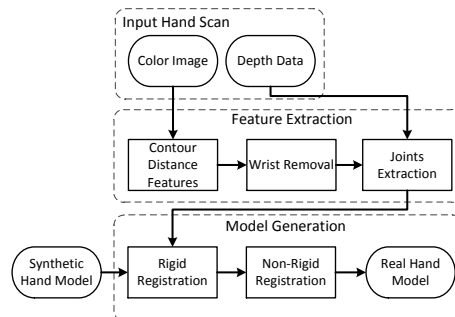 Input Hand Scan
Color Image
Depth Data
Feature Extraction
Contour
Distance
Features
Wrist Removal
Joints
Extraction
Model Generation
Synthetic
Hand Model
Rigid
Registration
Non-Rigid
Registration
Real Hand
Model